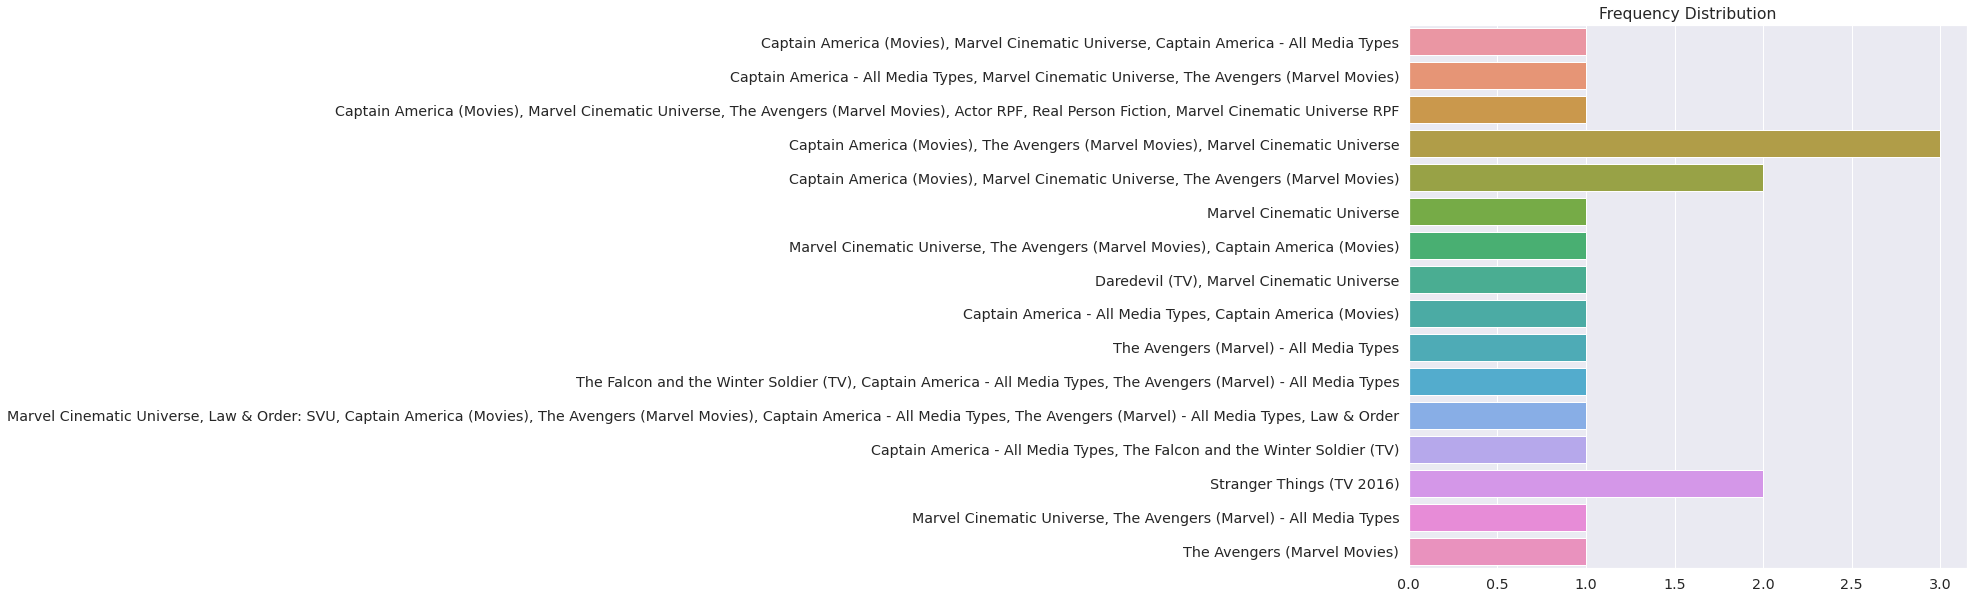 Frequency Distribution
Captain America (Movies), Marvel Cinematic Universe, Captain America - All Media Types
Captain America - All Media Types, Marvel Cinematic Universe, The Avengers (Marvel Movies)
Captain America (Movies), Marvel Cinematic Universe, The Avengers (Marvel Movies), Actor RPF, Real Person Fiction, Marvel Cinematic Universe RPF
Captain America (Movies), The Avengers (Marvel Movies), Marvel Cinematic Universe
Captain America (Movies), Marvel Cinematic Universe, The Avengers (Marvel Movies)
Marvel Cinematic Universe
Marvel Cinematic Universe, The Avengers (Marvel Movies), Captain America (Movies)
Daredevil (TV), Marvel Cinematic Universe
Captain America - All Media Types, Captain America (Movies)
The Avengers (Marvel) - All Media Types
The Falcon and the Winter Soldier (TV), Captain America - All Media Types, The Avengers (Marvel) - All Media Types
Marvel Cinematic Universe, Law & Order: SVU, Captain America (Movies), The Avengers (Marvel Movies), Captain America - All Media Types, The Avengers (Marvel) - All Media Types, Law & Order
Captain America - All Media Types, The Falcon and the Winter Soldier (TV)
Stranger Things (TV 2016)
Marvel Cinematic Universe, The Avengers (Marvel) - All Media Types
The Avengers (Marvel Movies)
0.0 0.5 1.0 1.5 2.0 2.5 3.0